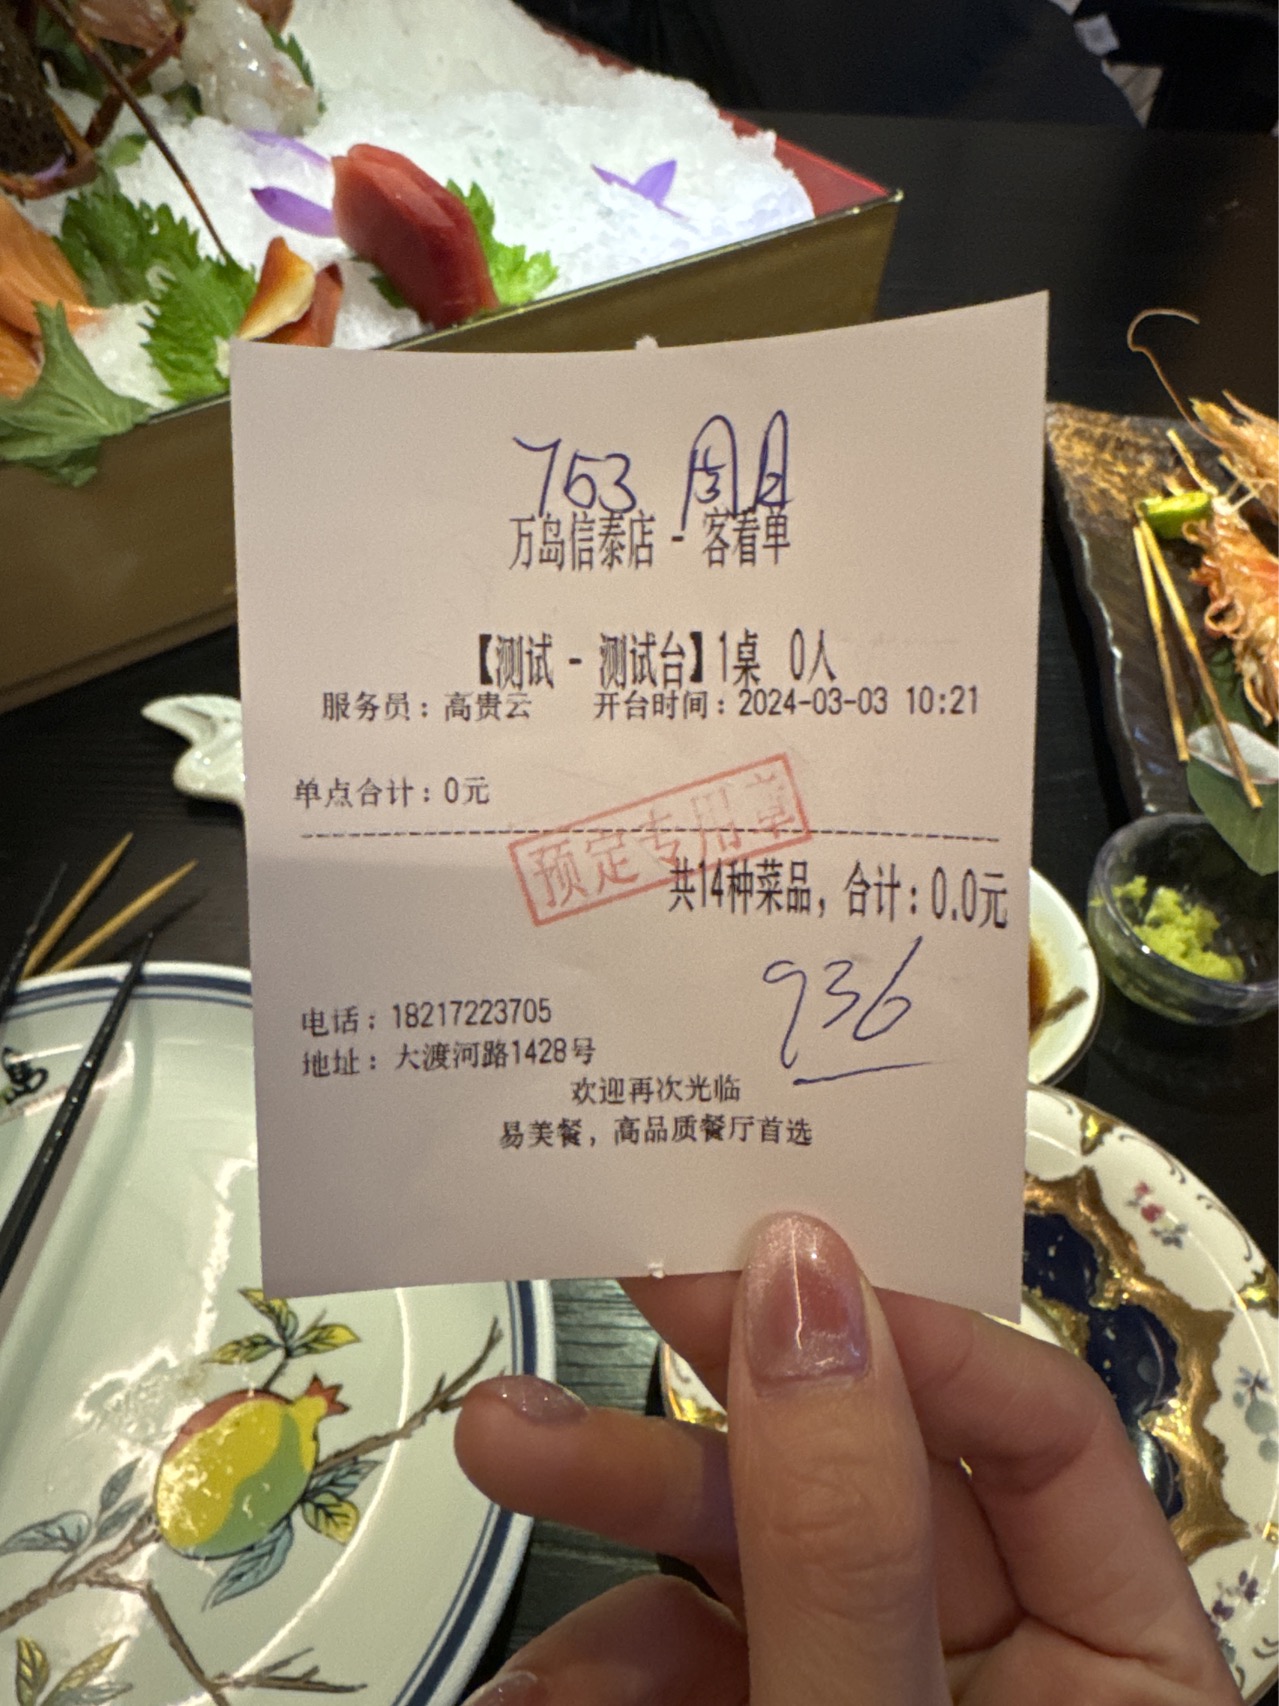 753 周月
万岛信泰店 - 客看单
【测试 - 测试台】1桌 0人
服务员：高贵云 开台时间：2024-03-03 10:21
单点合计：0元
预定专用章
共14种菜品，合计：0.0元
936
电话：18217223705
地址：大渡河路1428号
欢迎再次光临
易美餐，高品质餐厅首选